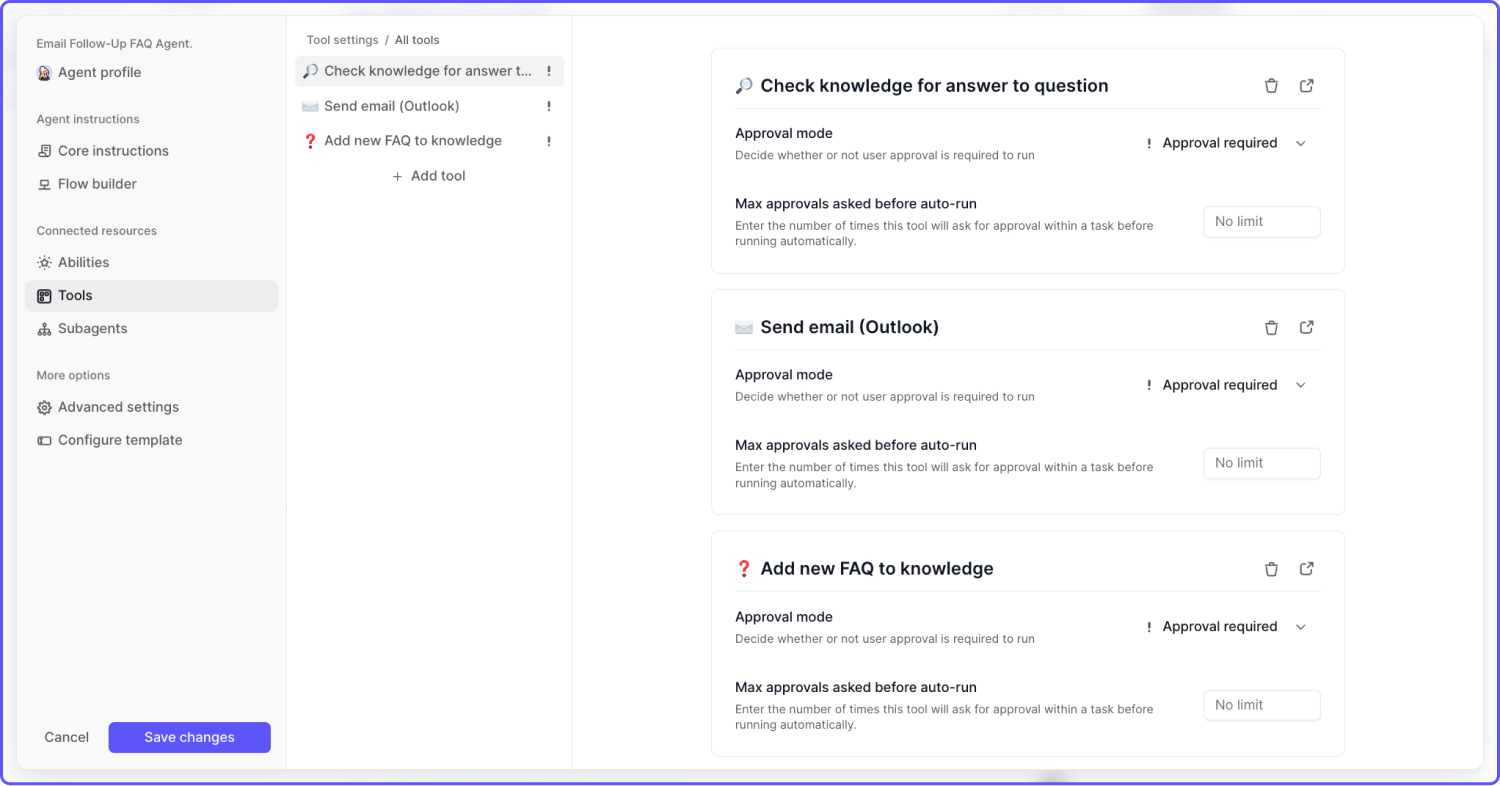 Email Follow-Up FAQ Agent.
Agent profile
Agent instructions
Core instructions
Flow builder
Connected resources
Abilities
Tools
Subagents
More options
Advanced settings
Configure template
Cancel
Save changes
Tool settings / All tools
Check knowledge for answer t...
Send email (Outlook)
Add new FAQ to knowledge
+ Add tool
Check knowledge for answer to question
Approval mode
Decide whether or not user approval is required to run
! Approval required
Max approvals asked before auto-run
Enter the number of times this tool will ask for approval within a task before
running automatically.
No limit
Send email (Outlook)
Approval mode
Decide whether or not user approval is required to run
! Approval required
Max approvals asked before auto-run
Enter the number of times this tool will ask for approval within a task before
running automatically.
No limit
Add new FAQ to knowledge
Approval mode
Decide whether or not user approval is required to run
! Approval required
Max approvals asked before auto-run
Enter the number of times this tool will ask for approval within a task before
running automatically.
No limit